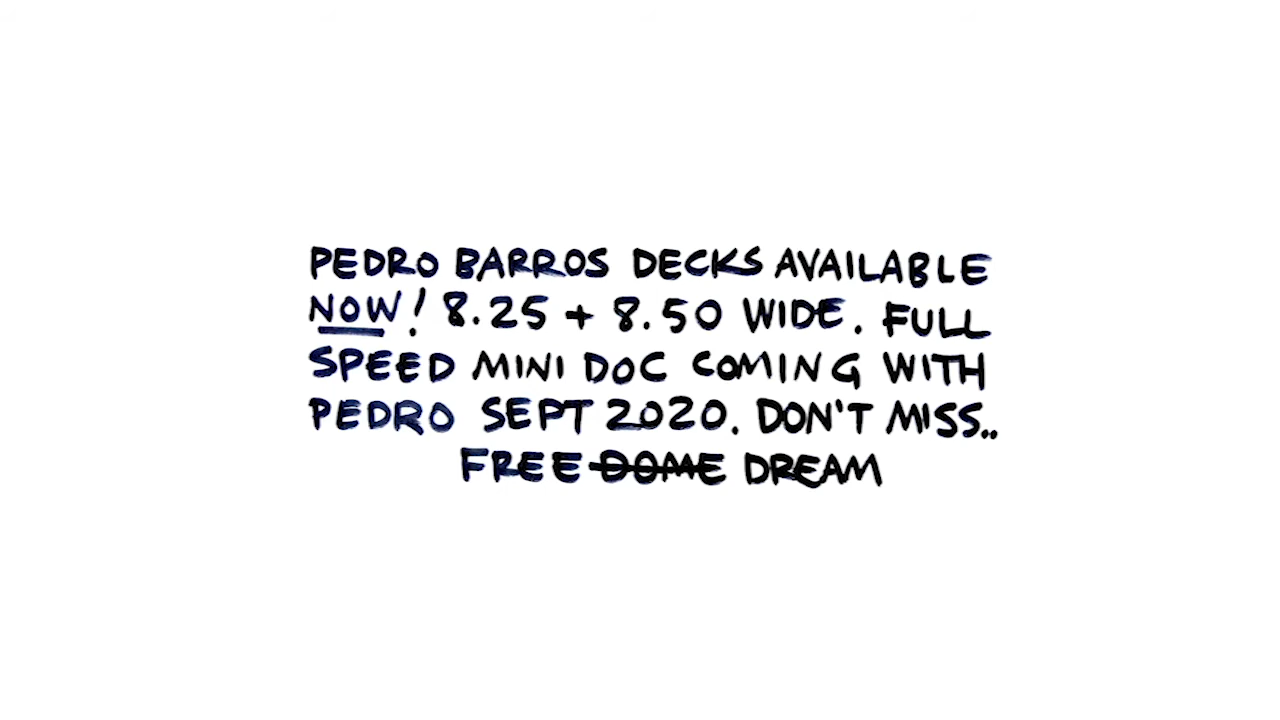 PEDRO BARROS DECKS AVAILABLE
NOW! 8.25 + 8.50 WIDE. FULL
SPEED MINI DOC COMING WITH
PEDRO SEPT 2020. DON'T MISS..
FREE DOME DREAM